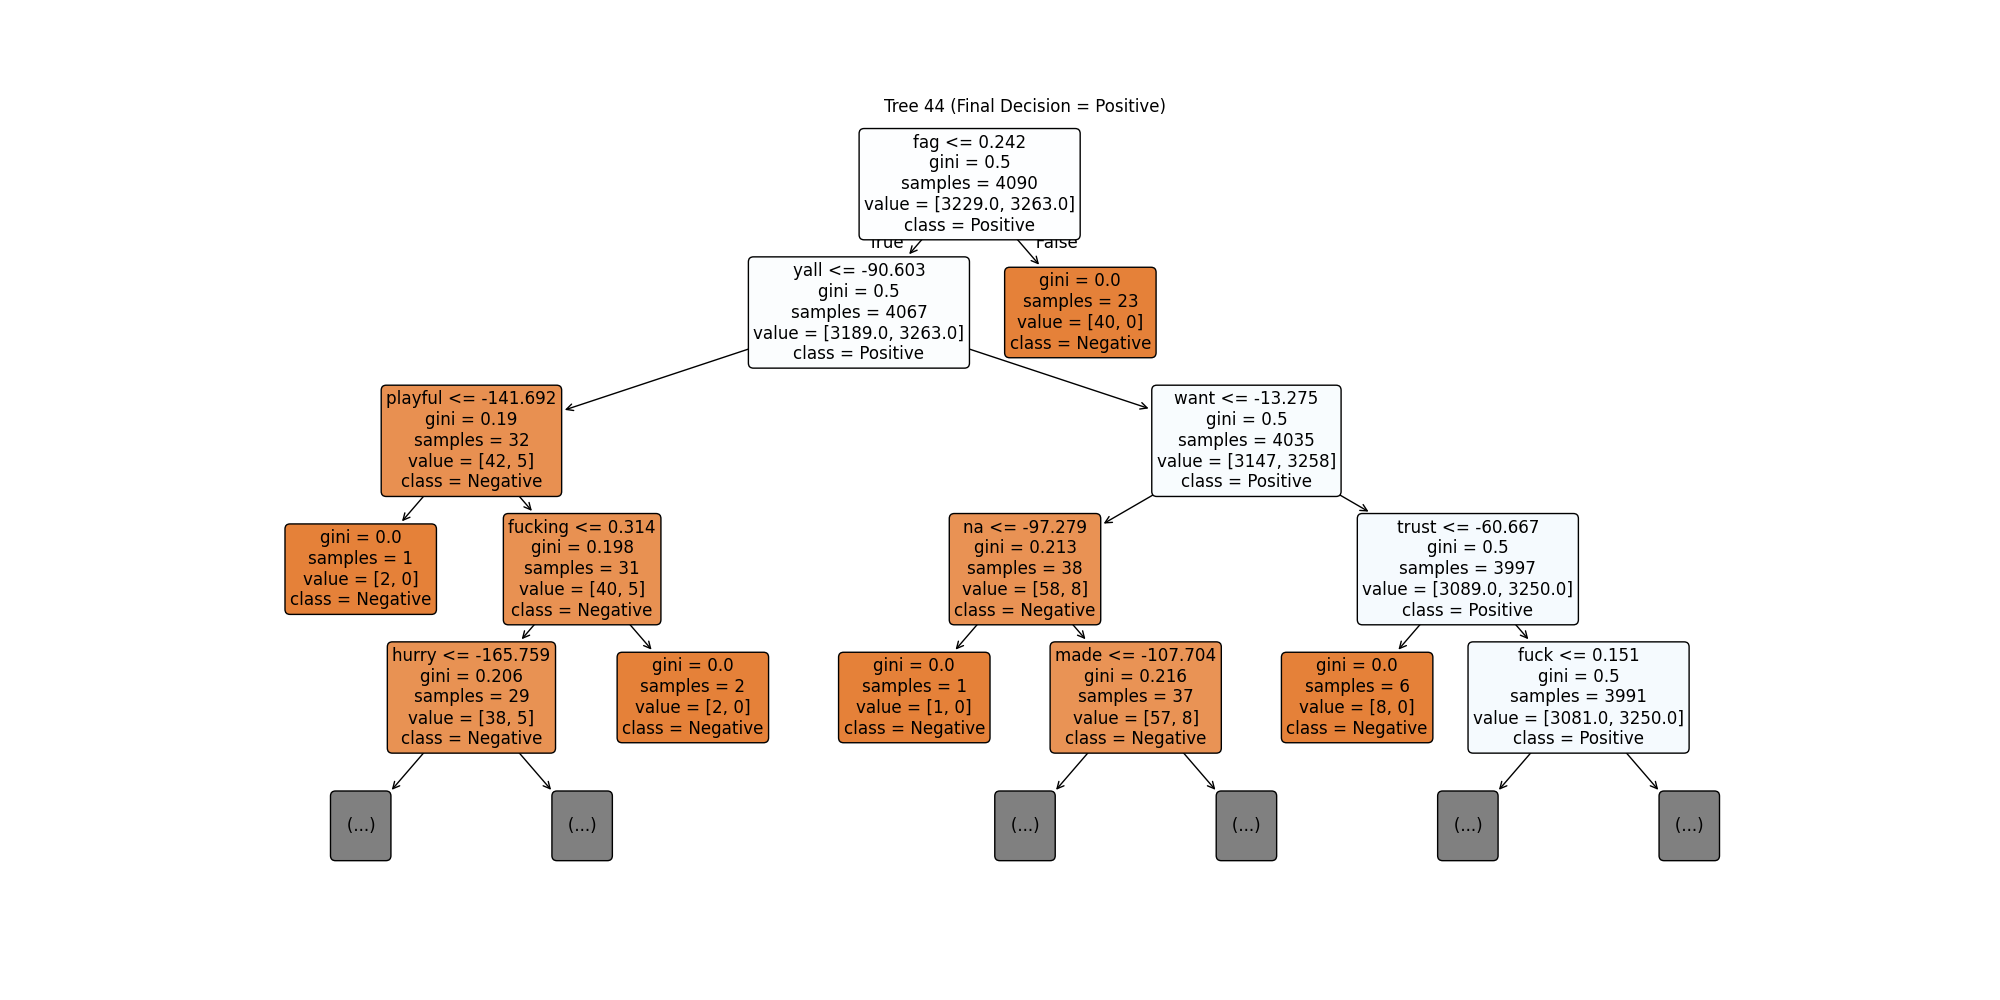 Tree 44 (Final Decision = Positive)
fag <= 0.242
gini = 0.5
samples = 4090
value = [3229.0, 3263.0]
class = Positive
True
False
yall <= -90.603
gini = 0.5
samples = 4067
value = [3189.0, 3263.0]
class = Positive
gini = 0.0
samples = 23
value = [40, 0]
class = Negative
playful <= -141.692
gini = 0.19
samples = 32
value = [42, 5]
class = Negative
want <= -13.275
gini = 0.5
samples = 4035
value = [3147, 3258]
class = Positive
gini = 0.0
samples = 1
value = [2, 0]
class = Negative
fucking <= 0.314
gini = 0.198
samples = 31
value = [40, 5]
class = Negative
na <= -97.279
gini = 0.213
samples = 38
value = [58, 8]
class = Negative
trust <= -60.667
gini = 0.5
samples = 3997
value = [3089.0, 3250.0]
class = Positive
hurry <= -165.759
gini = 0.206
samples = 29
value = [38, 5]
class = Negative
gini = 0.0
samples = 2
value = [2, 0]
class = Negative
gini = 0.0
samples = 1
value = [1, 0]
class = Negative
made <= -107.704
gini = 0.216
samples = 37
value = [57, 8]
class = Negative
gini = 0.0
samples = 6
value = [8, 0]
class = Negative
fuck <= 0.151
gini = 0.5
samples = 3991
value = [3081.0, 3250.0]
class = Positive
(...)
(...)
(...)
(...)
(...)
(...)